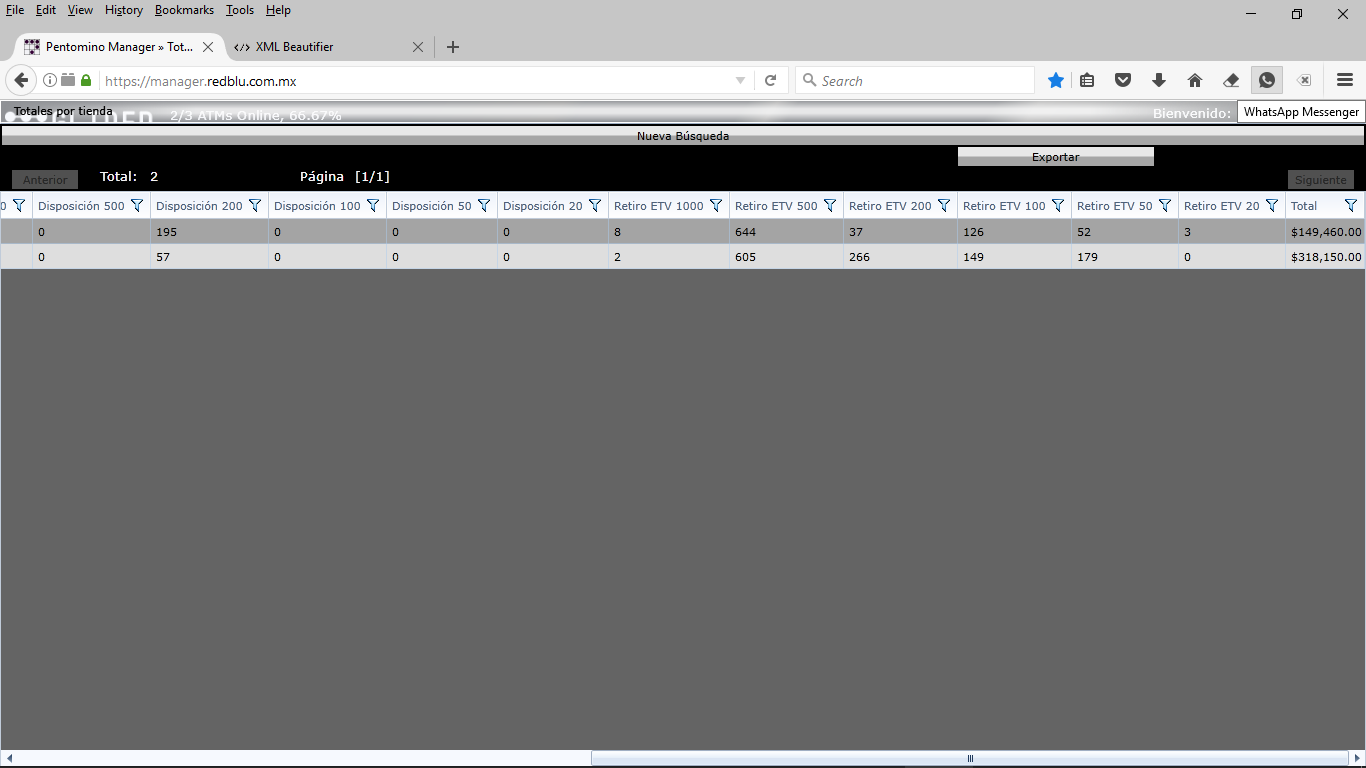 File Edit View History Bookmarks Tools Help
Pentomino Manager » Tot... XML Beautifier
https://manager.redblu.com.mx Search
Totales por tienda 2/3 ATMs Online, 66.67% Bienvenido: WhatsApp Messenger
Nueva Búsqueda
Exportar
Anterior Total: 2 Página [1/1] Siguiente
0 Disposición 500 Disposición 200 Disposición 100 Disposición 50 Disposición 20 Retiro ETV 1000 Retiro ETV 500 Retiro ETV 200 Retiro ETV 100 Retiro ETV 50 Retiro ETV 20 Total
0 195 0 0 0 8 644 37 126 52 3 $149,460.00
0 57 0 0 0 2 605 266 149 179 0 $318,150.00